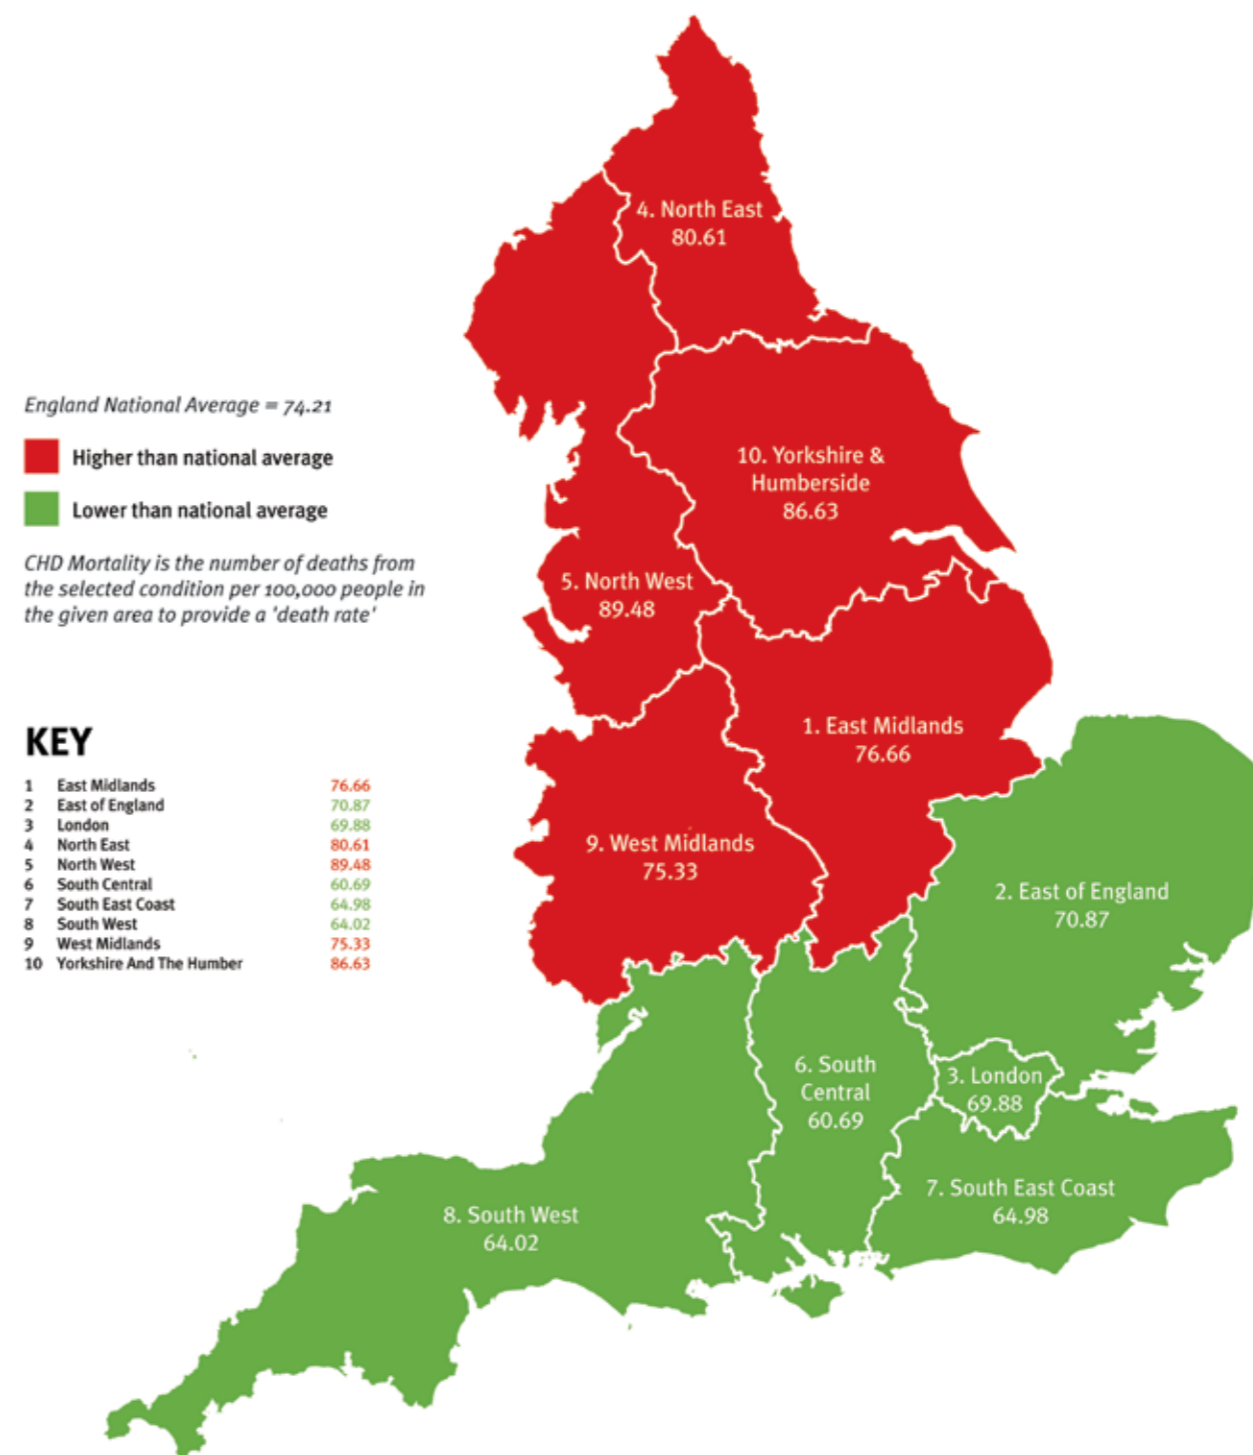 4. North East
80.61
England National Average = 74.21
Higher than national average
Lower than national average
CHD Mortality is the number of deaths from
the selected condition per 100,000 people in
the given area to provide a 'death rate'
10. Yorkshire &
Humberside
86.63
5. North West
89.48
1. East Midlands
76.66
9. West Midlands
75.33
2. East of England
70.87
6. South
Central
60.69
3. London
69.88
7. South East Coast
64.98
8. South West
64.02
KEY
1 East Midlands 76.66
2 East of England 70.87
3 London 69.88
4 North East 80.61
5 North West 89.48
6 South Central 60.69
7 South East Coast 64.98
8 South West 64.02
9 West Midlands 75.33
10 Yorkshire And The Humber 86.63